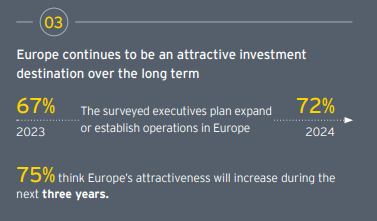 03
Europe continues to be an attractive investment
destination over the long term
67%
2023
The surveyed executives plan expand
or establish operations in Europe
72%
2024
75% think Europe's attractiveness will increase during the
next three years.